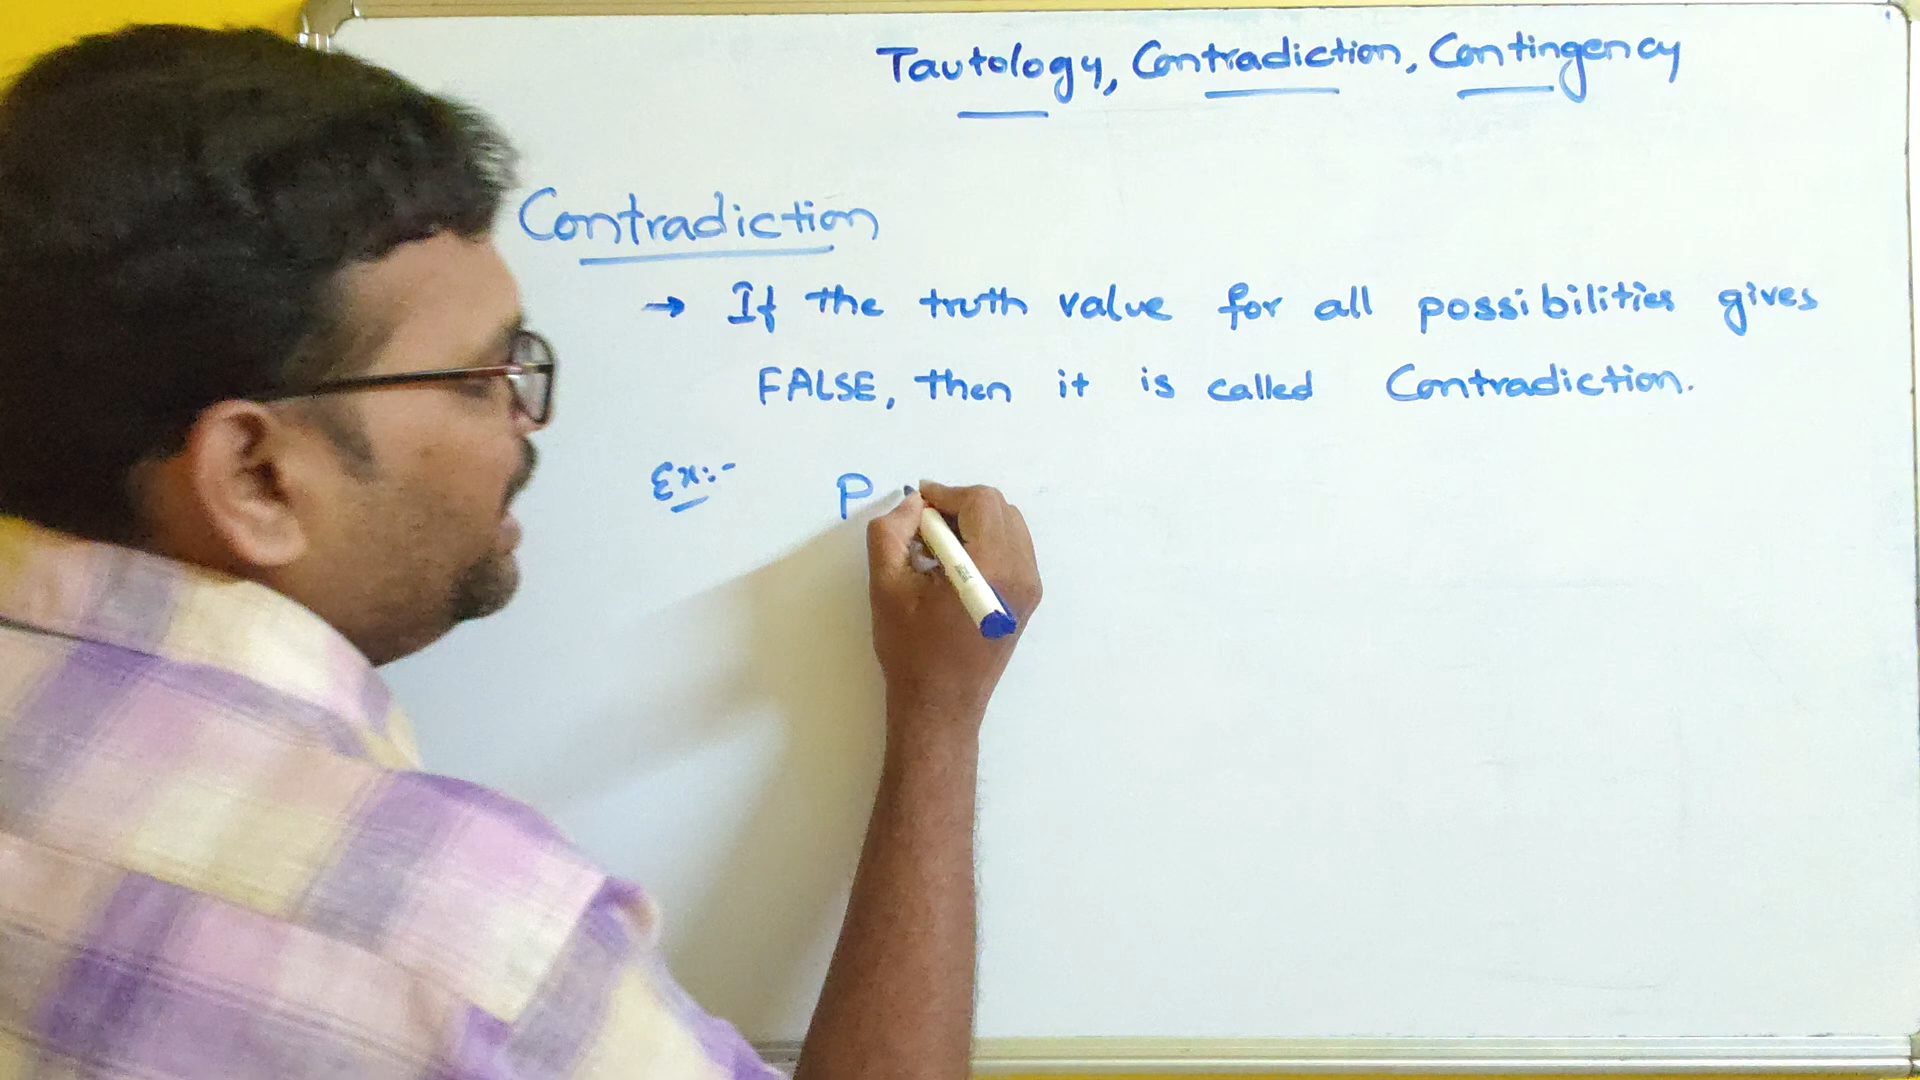 Tautology, Contradiction, Contingency
Contradiction
→ If the truth value for all possibilities gives
FALSE, then it is called Contradiction.
Ex:- P